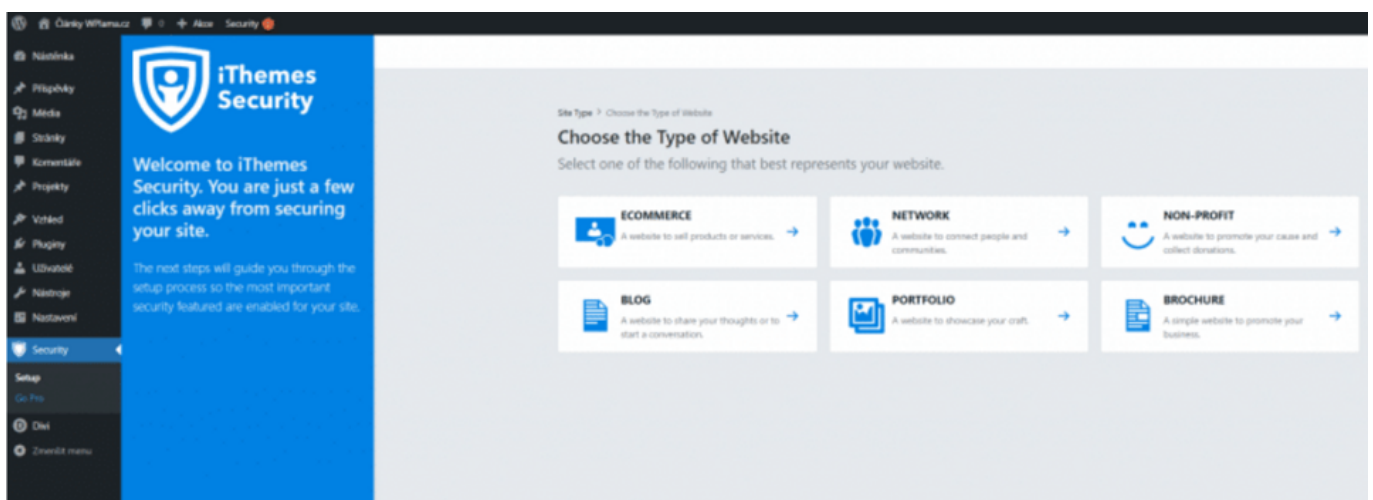 Články WPlama.cz 0 + Akce Security
Nástěnka
Příspěvky
Média
Stránky
Komentáře
Projekty
Vzhled
Pluginy
Uživatelé
Nástroje
Nastavení
Security
Setup
Go Pro
Divi
Zmenšit menu
iThemes
Security
Welcome to iThemes
Security. You are just a few
clicks away from securing
your site.
The next steps will guide you through the
setup process so the most important
security featured are enabled for your site.
Site Type > Choose the Type of Website
Choose the Type of Website
Select one of the following that best represents your website.
ECOMMERCE
A website to sell products or services.
NETWORK
A website to connect people and
communities.
NON-PROFIT
A website to promote your cause and
collect donations.
BLOG
A website to share your thoughts or to
start a conversation.
PORTFOLIO
A website to showcase your craft.
BROCHURE
A simple website to promote your
business.